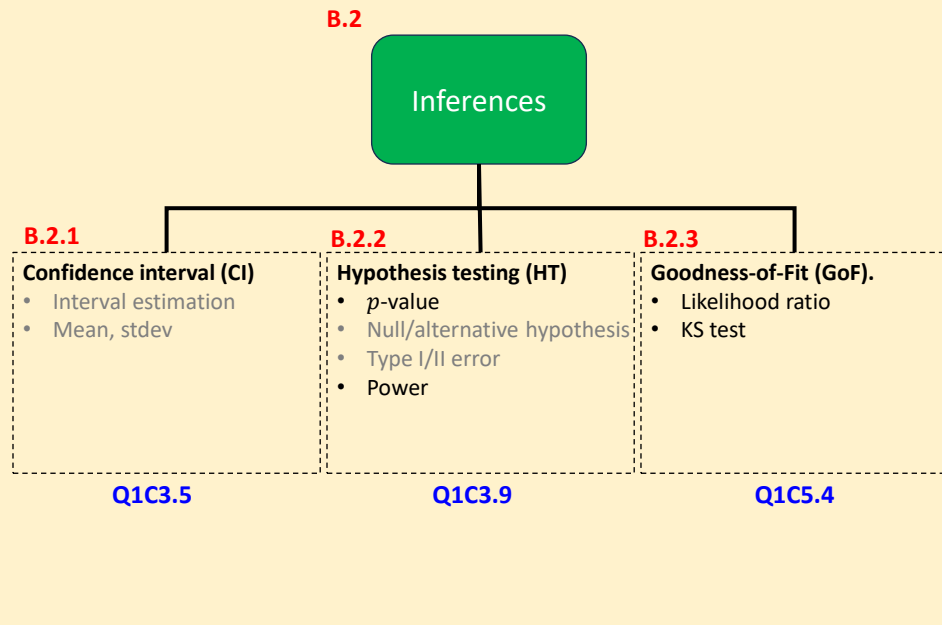 B.2
Inferences
B.2.1
Confidence interval (CI)
• Interval estimation
• Mean, stdev
Q1C3.5
B.2.2
Hypothesis testing (HT)
• 𝑝-value
• Null/alternative hypothesis
• Type I/II error
• Power
Q1C3.9
B.2.3
Goodness-of-Fit (GoF).
• Likelihood ratio
• KS test
Q1C5.4